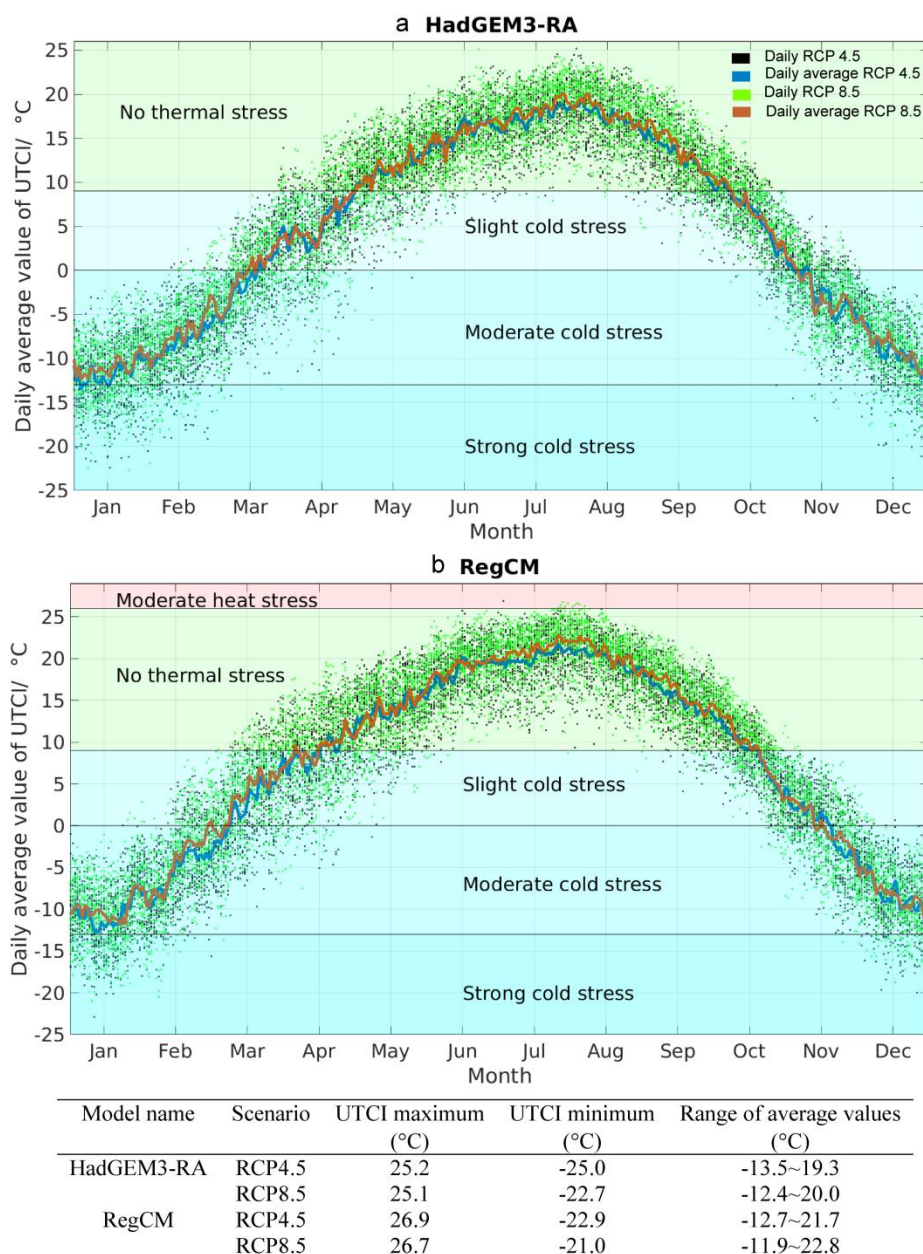 a HadGEM3-RA
Daily RCP 4.5
Daily average RCP 4.5
Daily RCP 8.5
Daily average RCP 8.5
No thermal stress
Slight cold stress
Moderate cold stress
Strong cold stress
25
20
15
10
5
0
-5
-10
-15
-20
-25
Daily average value of UTCI/ °C
Jan Feb Mar Apr May Jun Jul Aug Sep Oct Nov Dec
Month
b RegCM
Moderate heat stress
No thermal stress
Slight cold stress
Moderate cold stress
Strong cold stress
25
20
15
10
5
0
-5
-10
-15
-20
-25
Daily average value of UTCI/ °C
Jan Feb Mar Apr May Jun Jul Aug Sep Oct Nov Dec
Month
Model name Scenario UTCI maximum UTCI minimum Range of average values
(°C) (°C) (°C)
HadGEM3-RA RCP4.5 25.2 -25.0 -13.5~19.3
RCP8.5 25.1 -22.7 -12.4~20.0
RegCM RCP4.5 26.9 -22.9 -12.7~21.7
RCP8.5 26.7 -21.0 -11.9~22.8